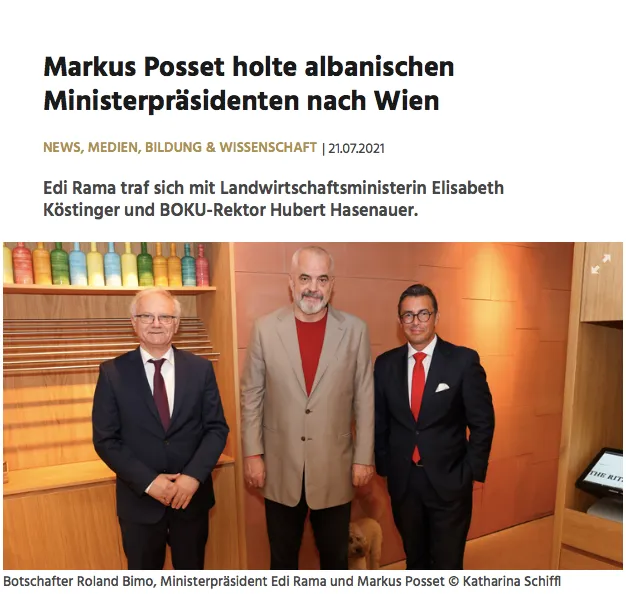 Markus Posset holte albanischen
Ministerpräsidenten nach Wien
NEWS, MEDIEN, BILDUNG & WISSENSCHAFT | 21.07.2021
Edi Rama traf sich mit Landwirtschaftsministerin Elisabeth
Köstinger und BOKU-Rektor Hubert Hasenauer.
THE RIT
Botschafter Roland Bimo, Ministerpräsident Edi Rama und Markus Posset © Katharina Schiffl